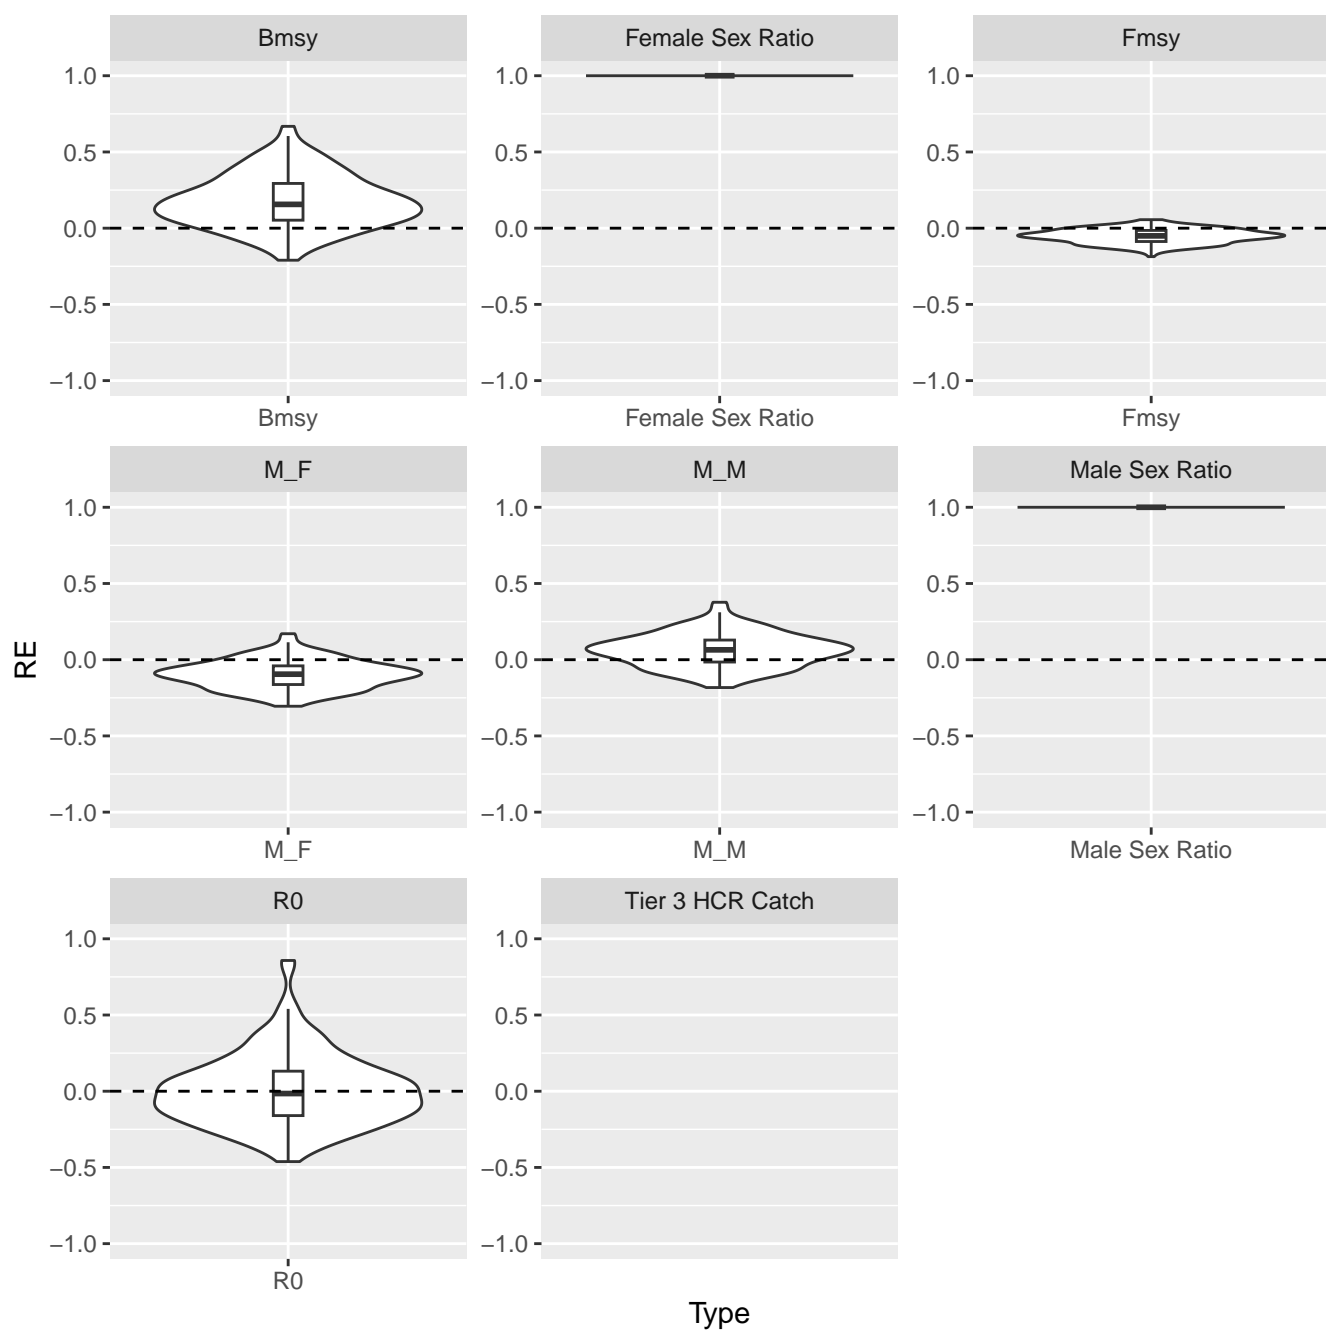 Bmsy Female Sex Ratio Fmsy
1.0 1.0 1.0
0.5 0.5 0.5
0.0 0.0 0.0
−0.5 −0.5 −0.5
−1.0 −1.0 −1.0
Bmsy Female Sex Ratio Fmsy
M_F M_M Male Sex Ratio
1.0 1.0 1.0
0.5 0.5 0.5
RE
0.0 0.0 0.0
−0.5 −0.5 −0.5
−1.0 −1.0 −1.0
M_F M_M Male Sex Ratio
R0 Tier 3 HCR Catch
1.0 1.0
0.5 0.5
0.0 0.0
−0.5 −0.5
−1.0 −1.0
R0
Type